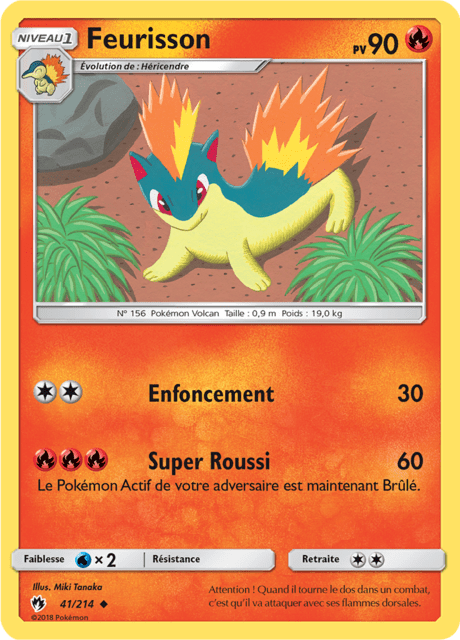 NIVEAU 1
Feurisson
PV 90
Évolution de : Héricendre
N° 156 Pokémon Volcan Taille : 0,9 m Poids : 19,0 kg
Enfoncement 30
Super Roussi 60
Le Pokémon Actif de votre adversaire est maintenant Brûlé.
Faiblesse ×2 Résistance Retraite
Illus. Miki Tanaka
41/214
©2018 Pokémon
Attention ! Quand il tourne le dos dans un combat,
c'est qu'il va attaquer avec ses flammes dorsales.